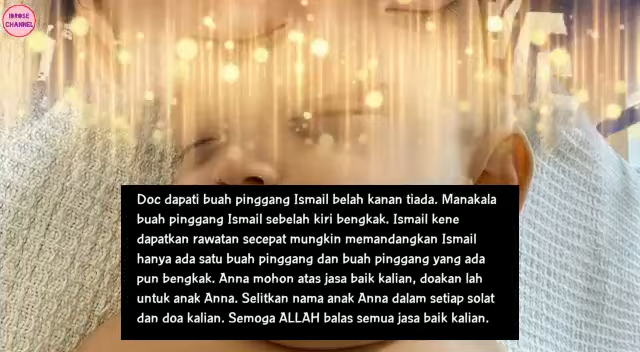 IDROSE
CHANNEL
Doc dapati buah pinggang Ismail belah kanan tiada. Manakala
buah pinggang Ismail sebelah kiri bengkak. Ismail kene
dapatkan rawatan secepat mungkin memandangkan Ismail
hanya ada satu buah pinggang dan buah pinggang yang ada
pun bengkak. Anna mohon atas jasa baik kalian, doakan lah
untuk anak Anna. Selitkan nama anak Anna dalam setiap solat
dan doa kalian. Semoga ALLAH balas semua jasa baik kalian.